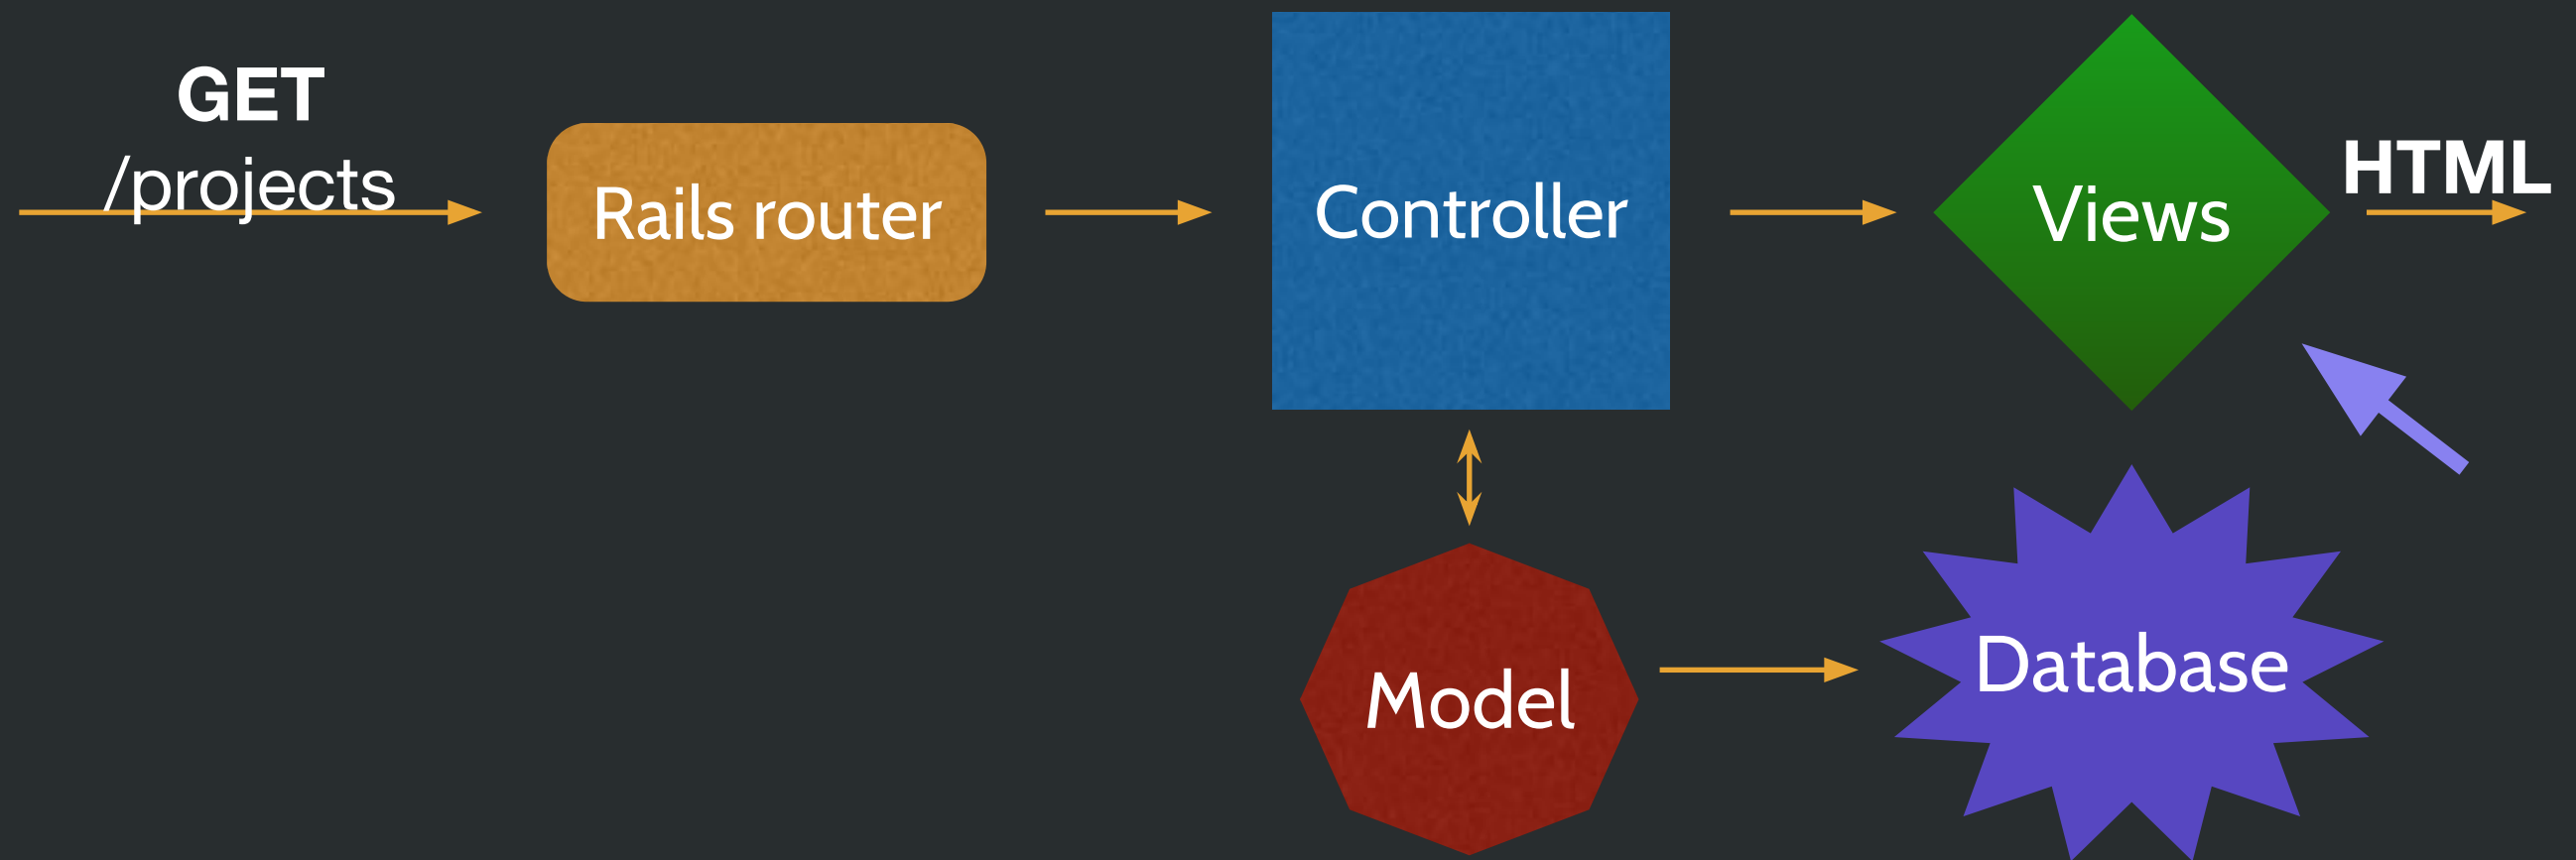 GET
/projects
Rails router
Controller
Views
HTML
Model
Database